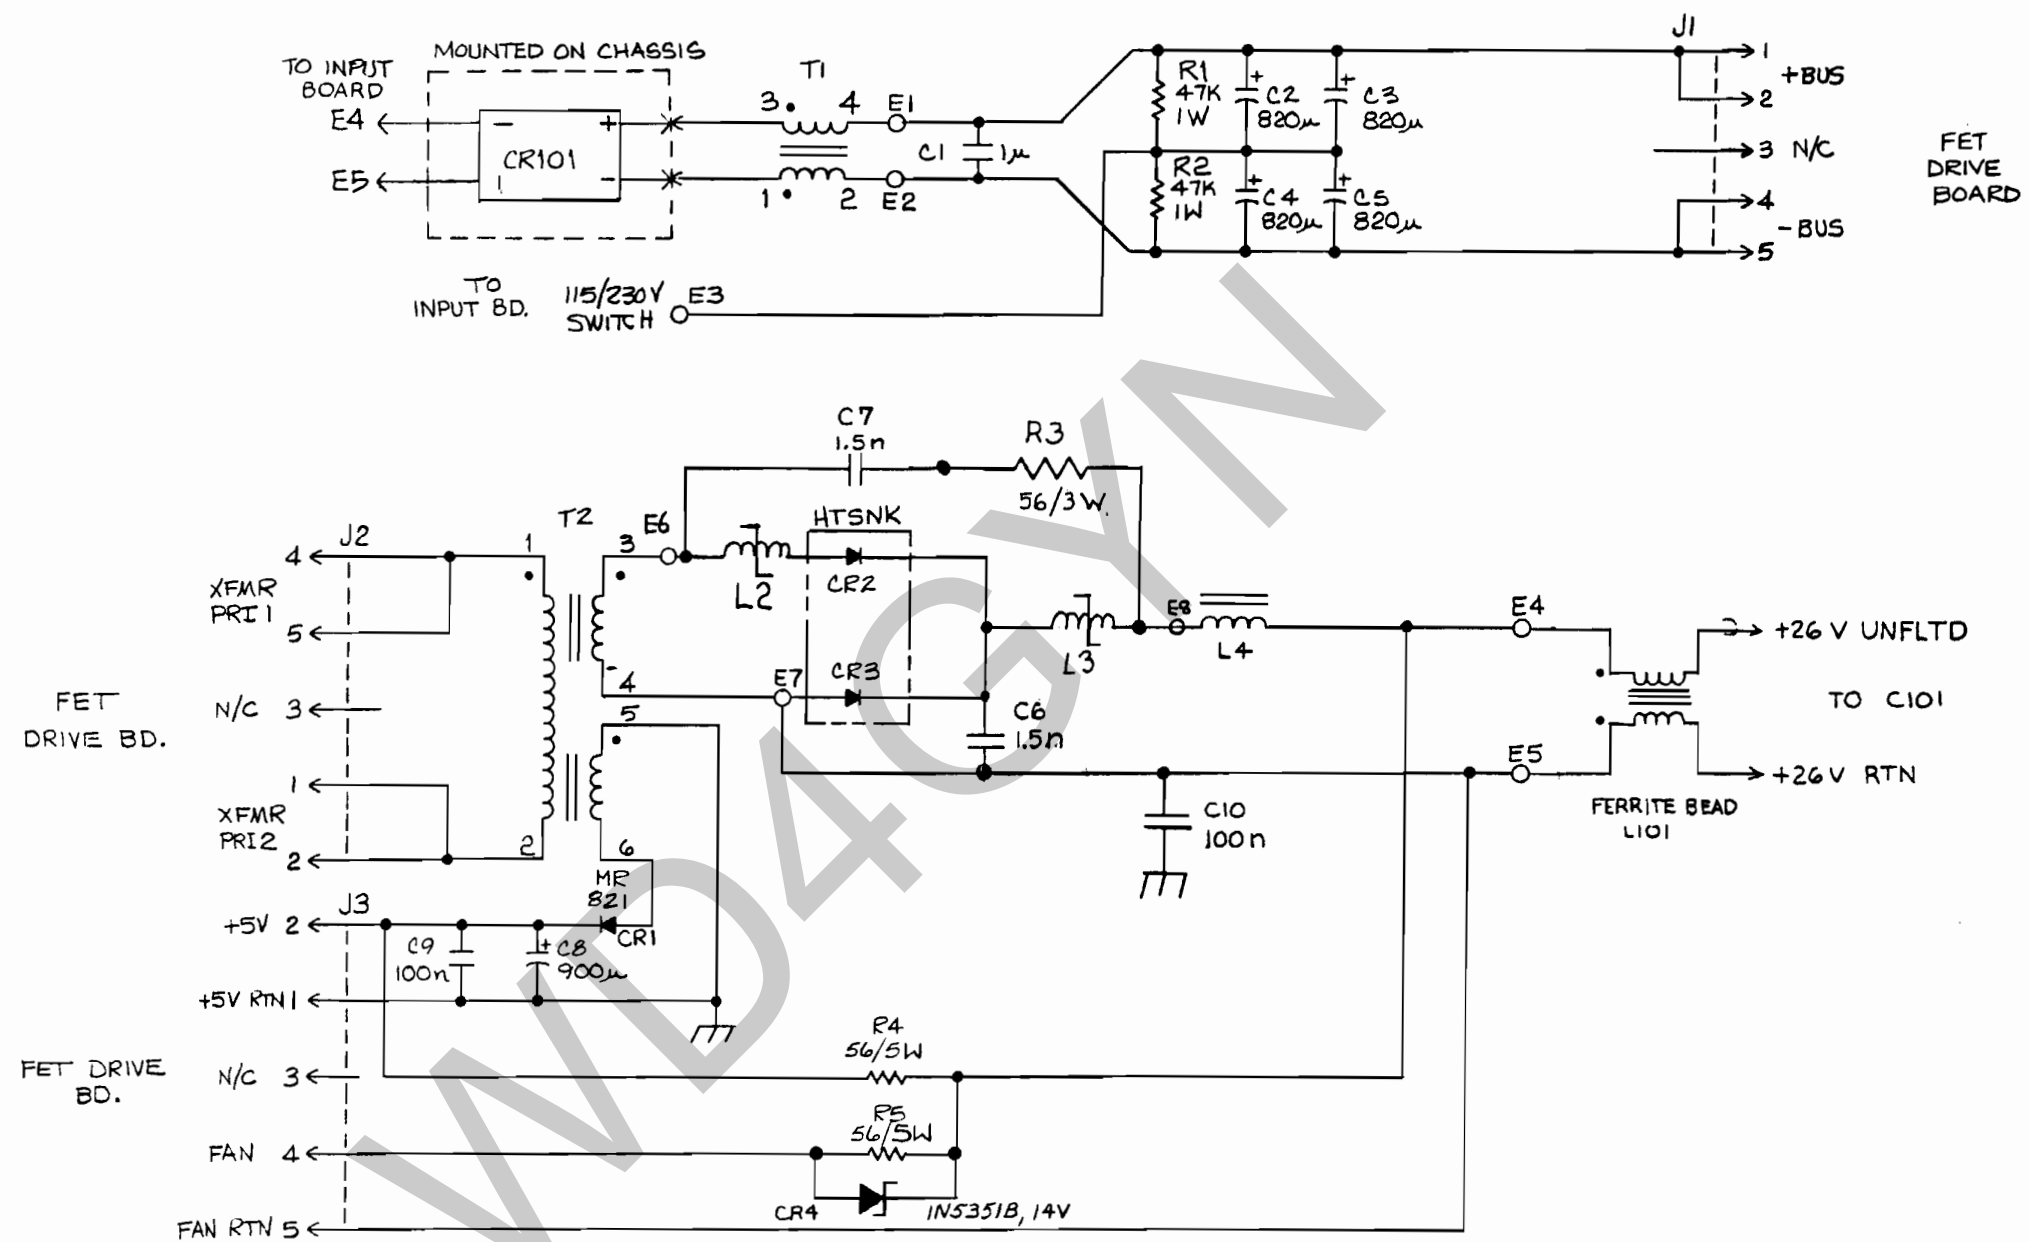 MOUNTED ON CHASSIS
TO INPUT
BOARD
E4
E5
CR101
-
+
-
T1
3
4
E1
1
2
E2
C1
1μ
R1
47K
1W
+
C2
820μ
+
C3
820μ
R2
47K
1W
+
C4
820μ
+
C5
820μ
J1
1
+BUS
2
3 N/C
4
-BUS
5
FET
DRIVE
BOARD
TO
INPUT BD.
115/230V
SWITCH
E3
C7
1.5n
R3
56/3W.
HTSNK
J2
T2
E6
4
1
3
L2
CR2
XFMR
PRI 1
5
4
E7
CR3
L3
E8
L4
E4
+26 V UNFLTD
TO C101
FET
DRIVE BD.
N/C 3
5
C6
1.5n
E5
+26V RTN
1
XFMR
PRI2
2
2
6
C10
100n
FERRITE BEAD
L101
MR
821
CR1
J3
+5V 2
C9
100n
+
C8
900μ
+5V RTN 1
FET DRIVE
BD.
N/C 3
R4
56/5W
R5
56/5W
FAN 4
CR4
1N5351B, 14V
FAN RTN 5
WD4GYN